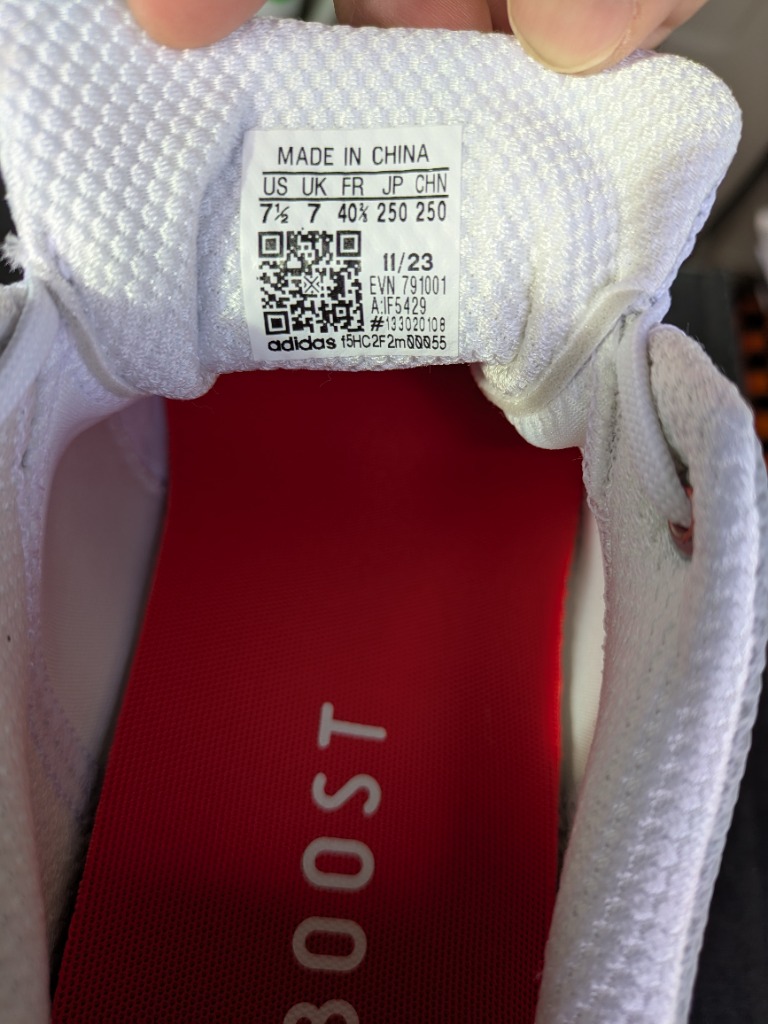 MADE IN CHINA
US UK FR JP CHN
7½ 7 40⅔ 250 250
11/23
EVN 791001
A:IF5429
#133020108
adidas 15HC2F2m00055
BOOST